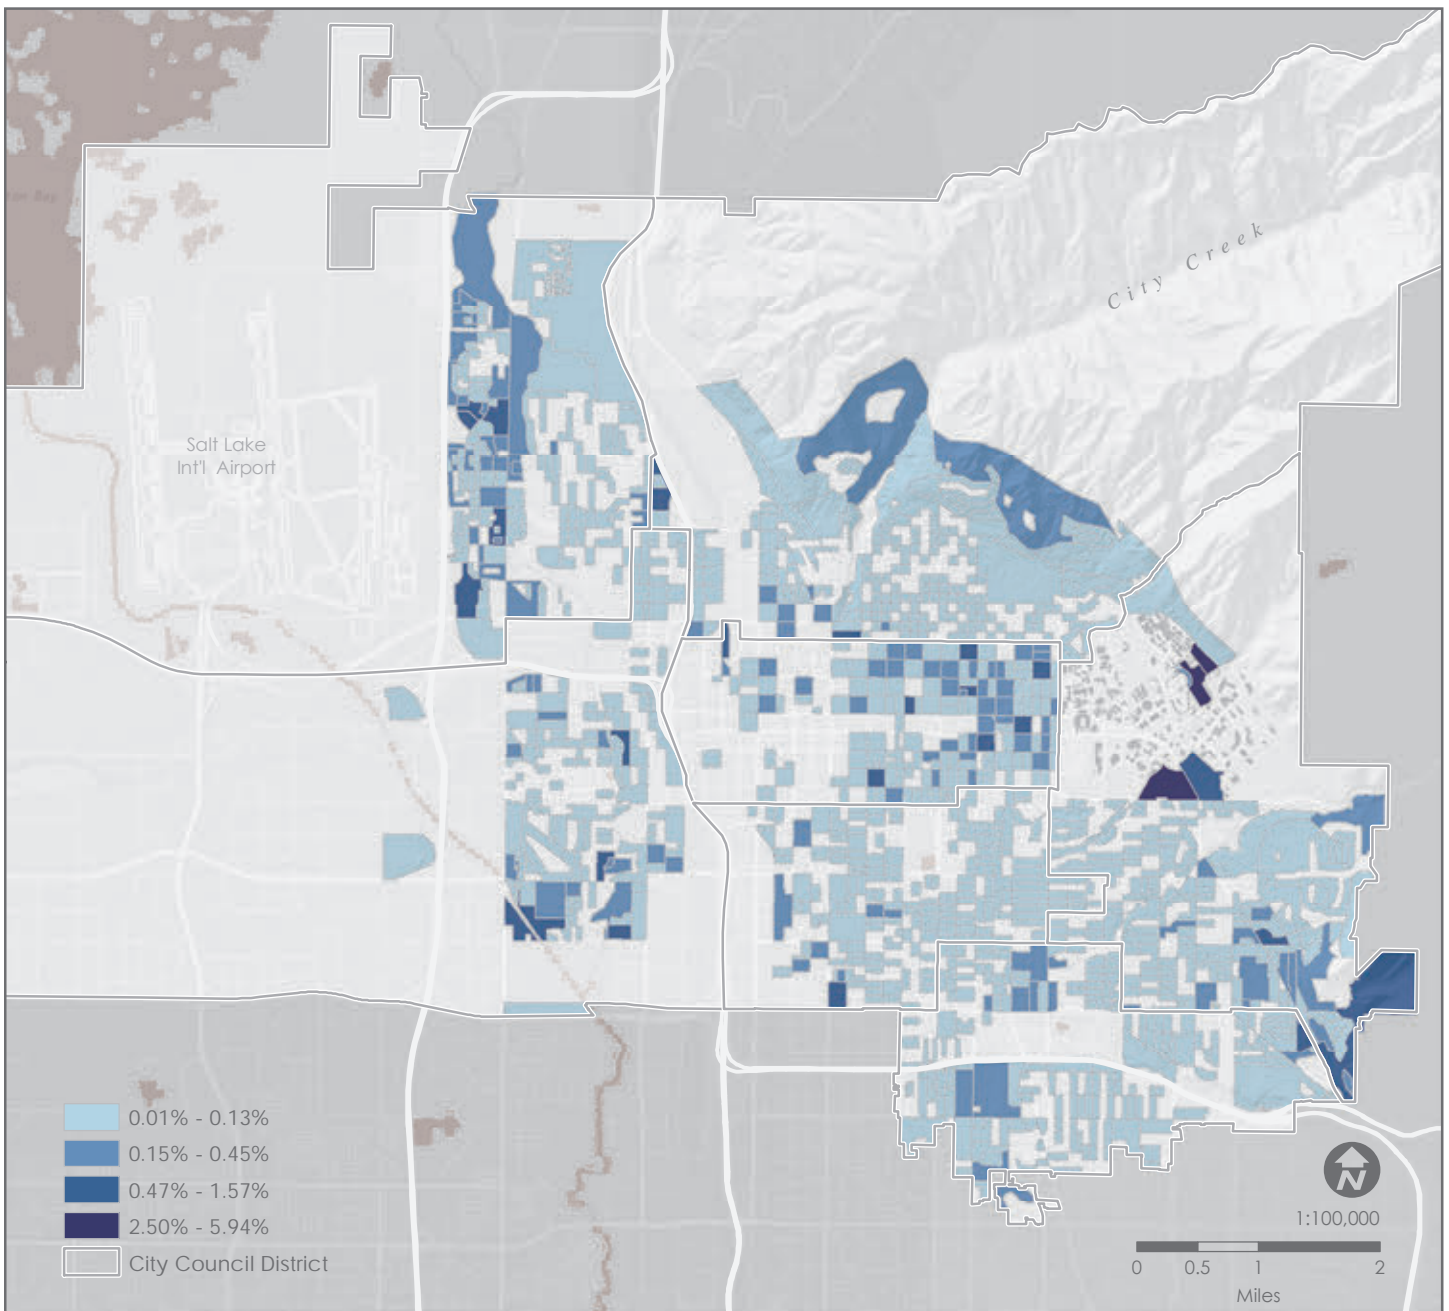 City Creek
Salt Lake
Int'l Airport
0.01% - 0.13%
0.15% - 0.45%
0.47% - 1.57%
2.50% - 5.94%
City Council District
N
1:100,000
0 0.5 1 2
Miles